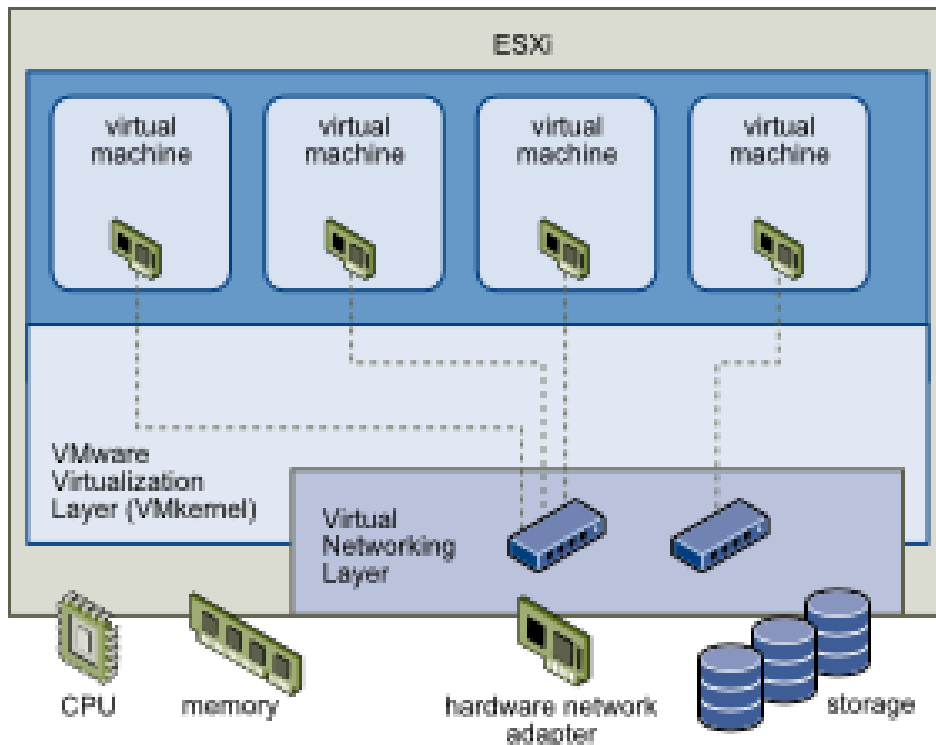 ESXi
virtual
machine
virtual
machine
virtual
machine
virtual
machine
VMware
Virtualization
Layer (VMkernel)
Virtual
Networking
Layer
CPU
memory
hardware network
adapter
storage